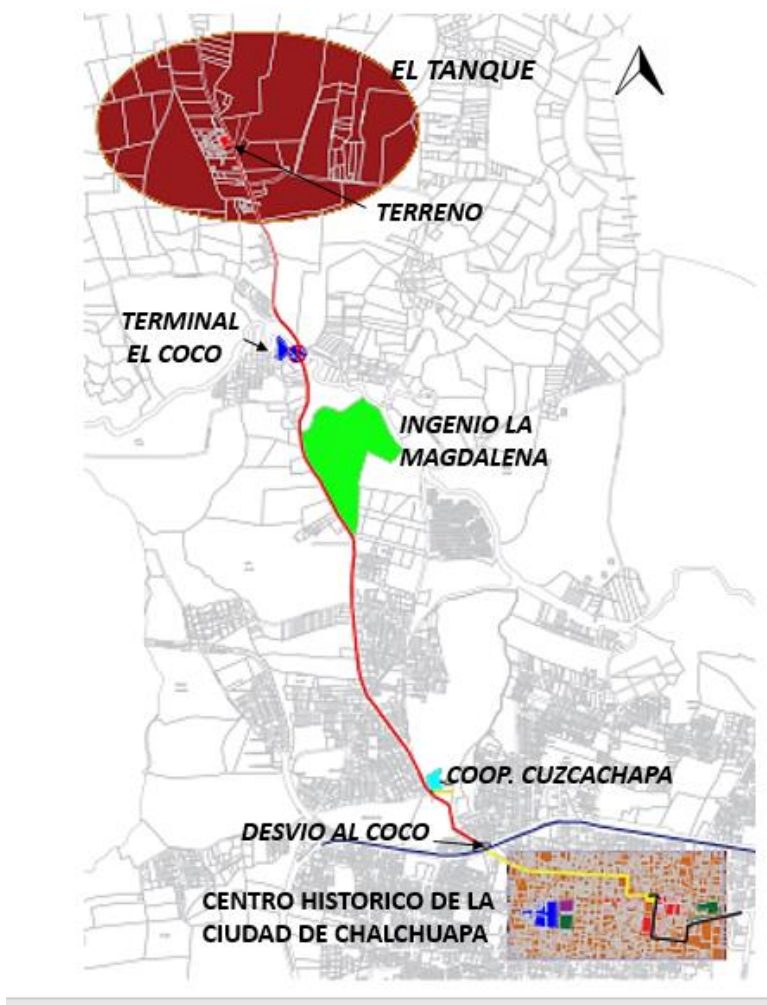 EL TANQUE
TERRENO
TERMINAL
EL COCO
INGENIO LA
MAGDALENA
COOP. CUZCACHAPA
DESVIO AL COCO
CENTRO HISTORICO DE LA
CIUDAD DE CHALCHUAPA